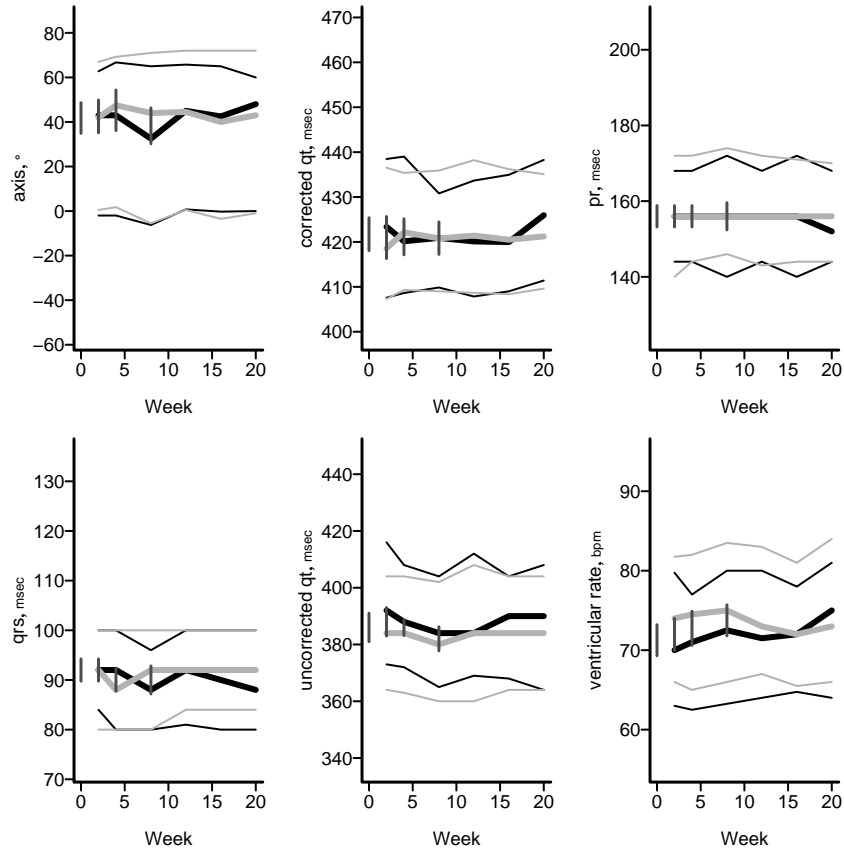 80
60
40
20
0
−20
−40
−60
axis, °
0 5 10 15 20
Week
470
460
450
440
430
420
410
400
corrected qt, msec
0 5 10 15 20
Week
200
180
160
140
pr, msec
0 5 10 15 20
Week
130
120
110
100
90
80
70
qrs, msec
0 5 10 15 20
Week
440
420
400
380
360
340
uncorrected qt, msec
0 5 10 15 20
Week
90
80
70
60
ventricular rate, bpm
0 5 10 15 20
Week